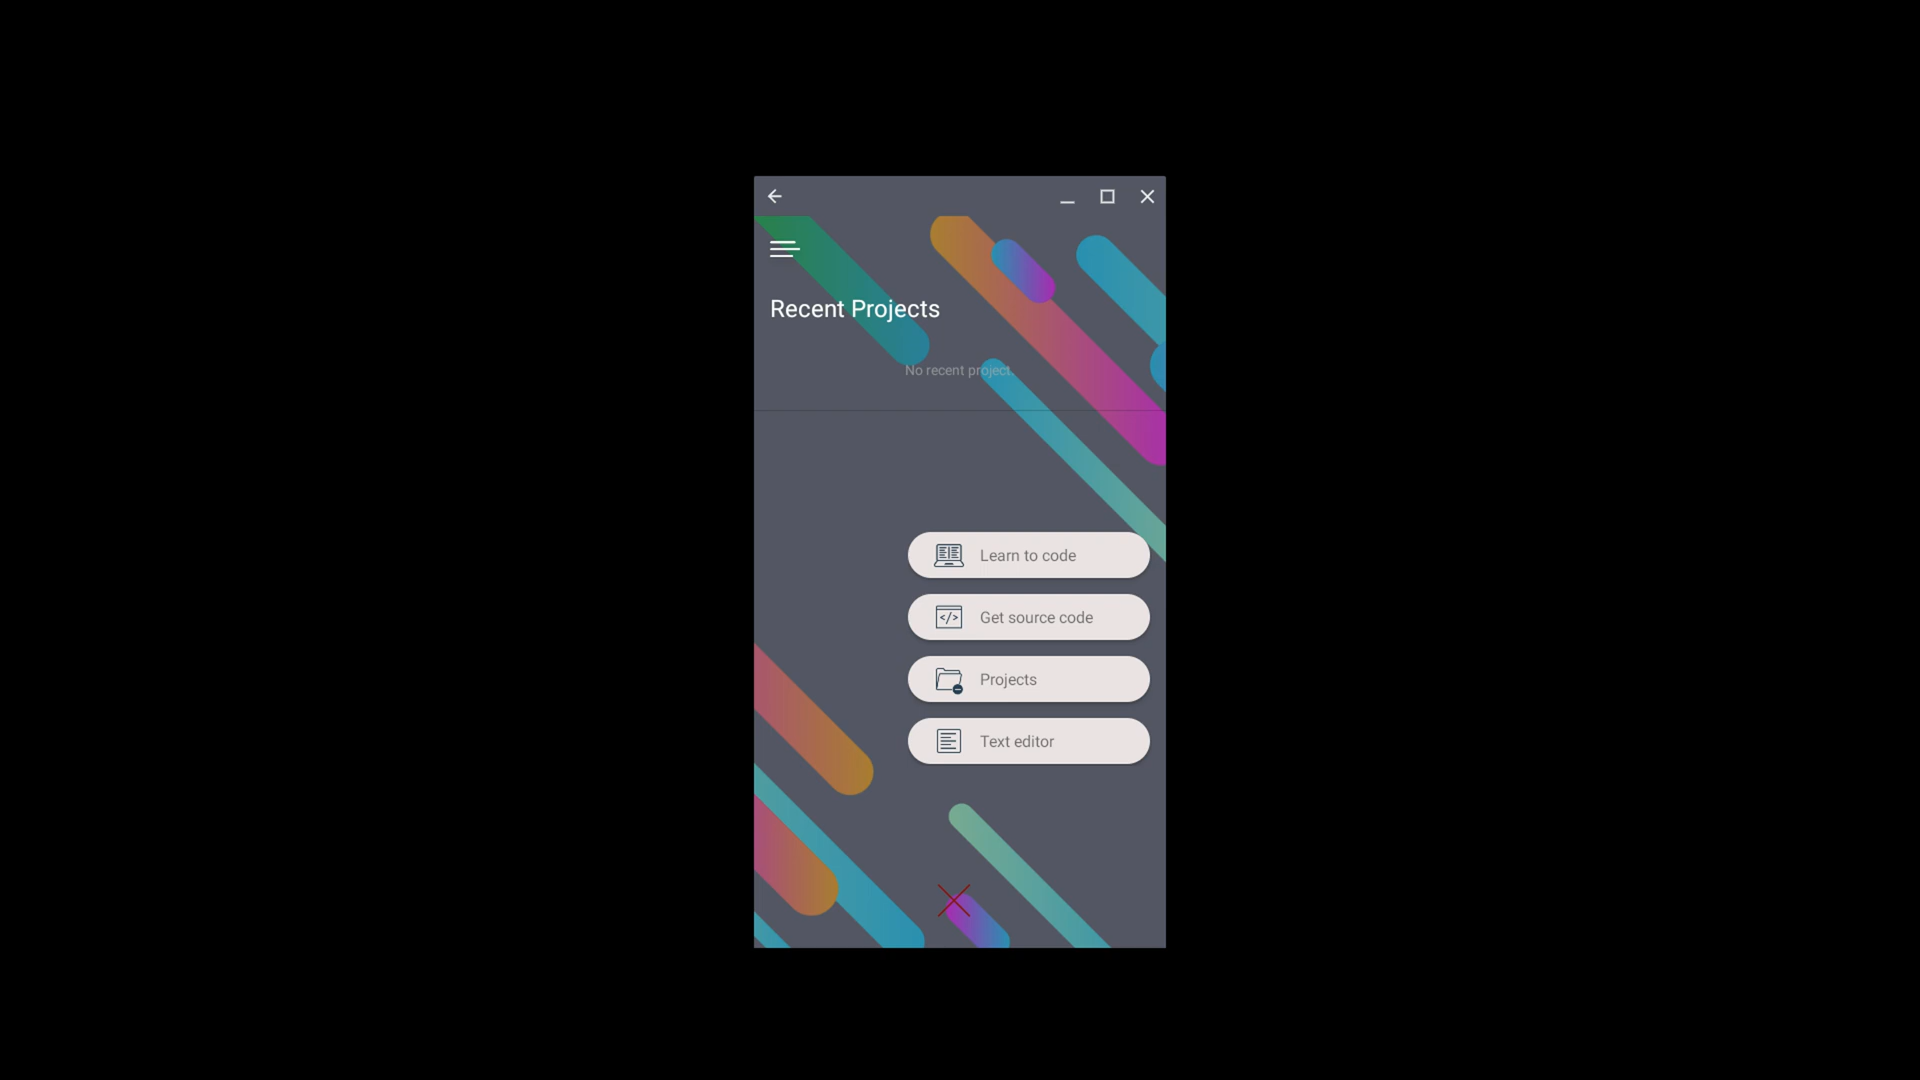 Recent Projects
No recent project.
Learn to code
</> Get source code
Projects
Text editor